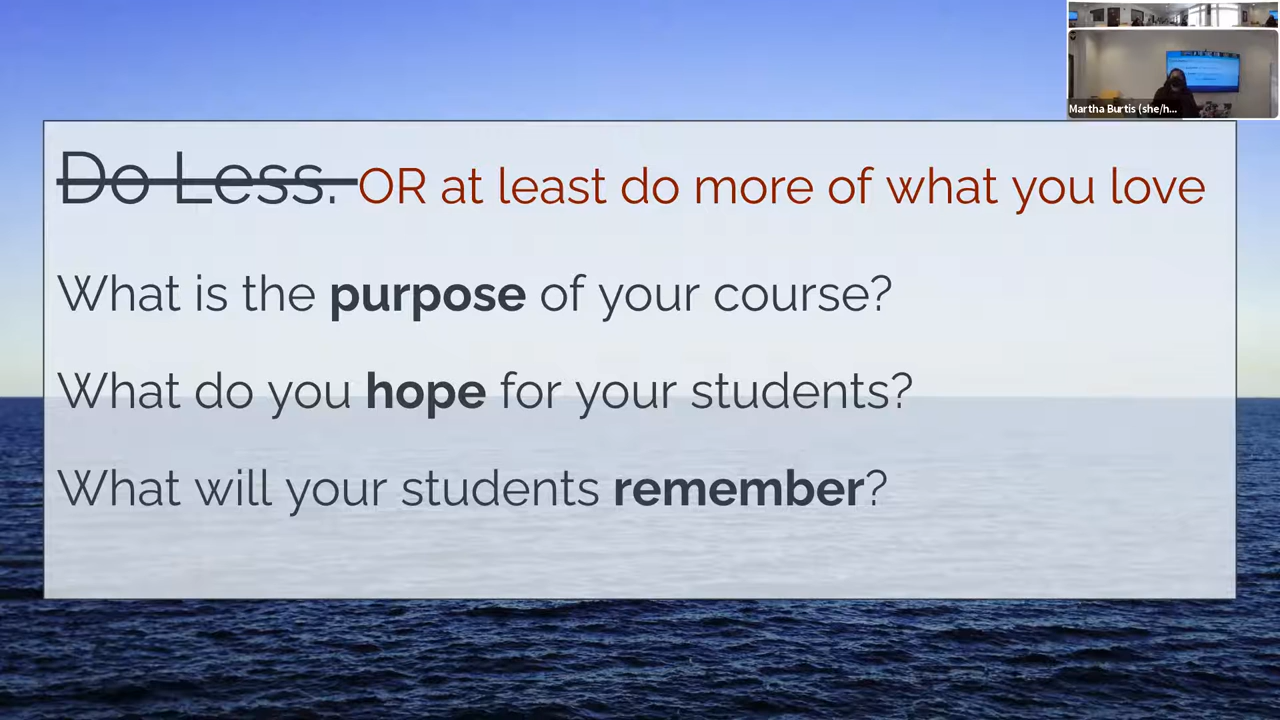 Martha Burtis (she/h...
Do Less. OR at least do more of what you love
What is the purpose of your course?
What do you hope for your students?
What will your students remember?